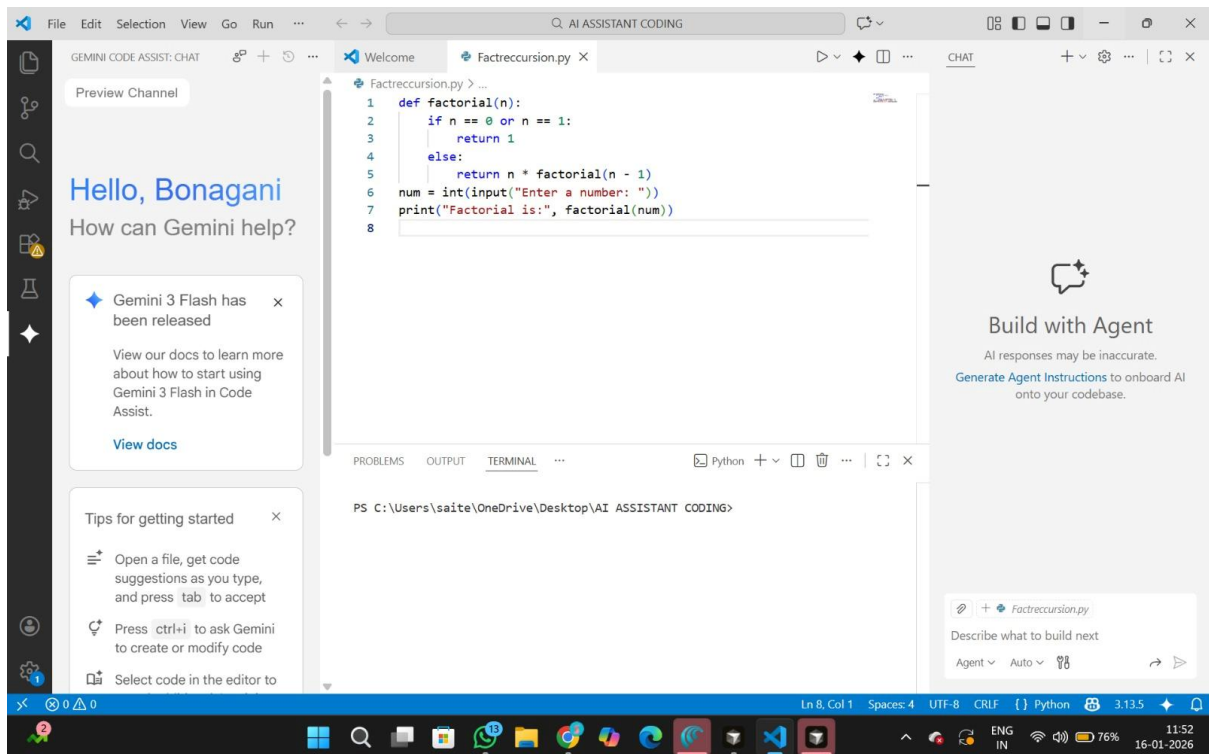 File Edit Selection View Go Run ··· AI ASSISTANT CODING
GEMINI CODE ASSIST: CHAT
Preview Channel
Hello, Bonagani
How can Gemini help?
Gemini 3 Flash has
been released
View our docs to learn more
about how to start using
Gemini 3 Flash in Code
Assist.
View docs
Tips for getting started
Open a file, get code
suggestions as you type,
and press tab to accept
Press ctrl+i to ask Gemini
to create or modify code
Select code in the editor to
Welcome Factreccursion.py
Factreccursion.py > ...
1 def factorial(n):
2     if n == 0 or n == 1:
3         return 1
4     else:
5         return n * factorial(n - 1)
6 num = int(input("Enter a number: "))
7 print("Factorial is:", factorial(num))
8
PROBLEMS OUTPUT TERMINAL ··· Python
PS C:\Users\saite\OneDrive\Desktop\AI ASSISTANT CODING>
CHAT
Build with Agent
AI responses may be inaccurate.
Generate Agent Instructions to onboard AI
onto your codebase.
Factreccursion.py
Describe what to build next
Agent Auto
0 0 Ln 8, Col 1 Spaces: 4 UTF-8 CRLF {} Python 3.13.5
2 13 3 ENG 76% 11:52
IN 16-01-2026